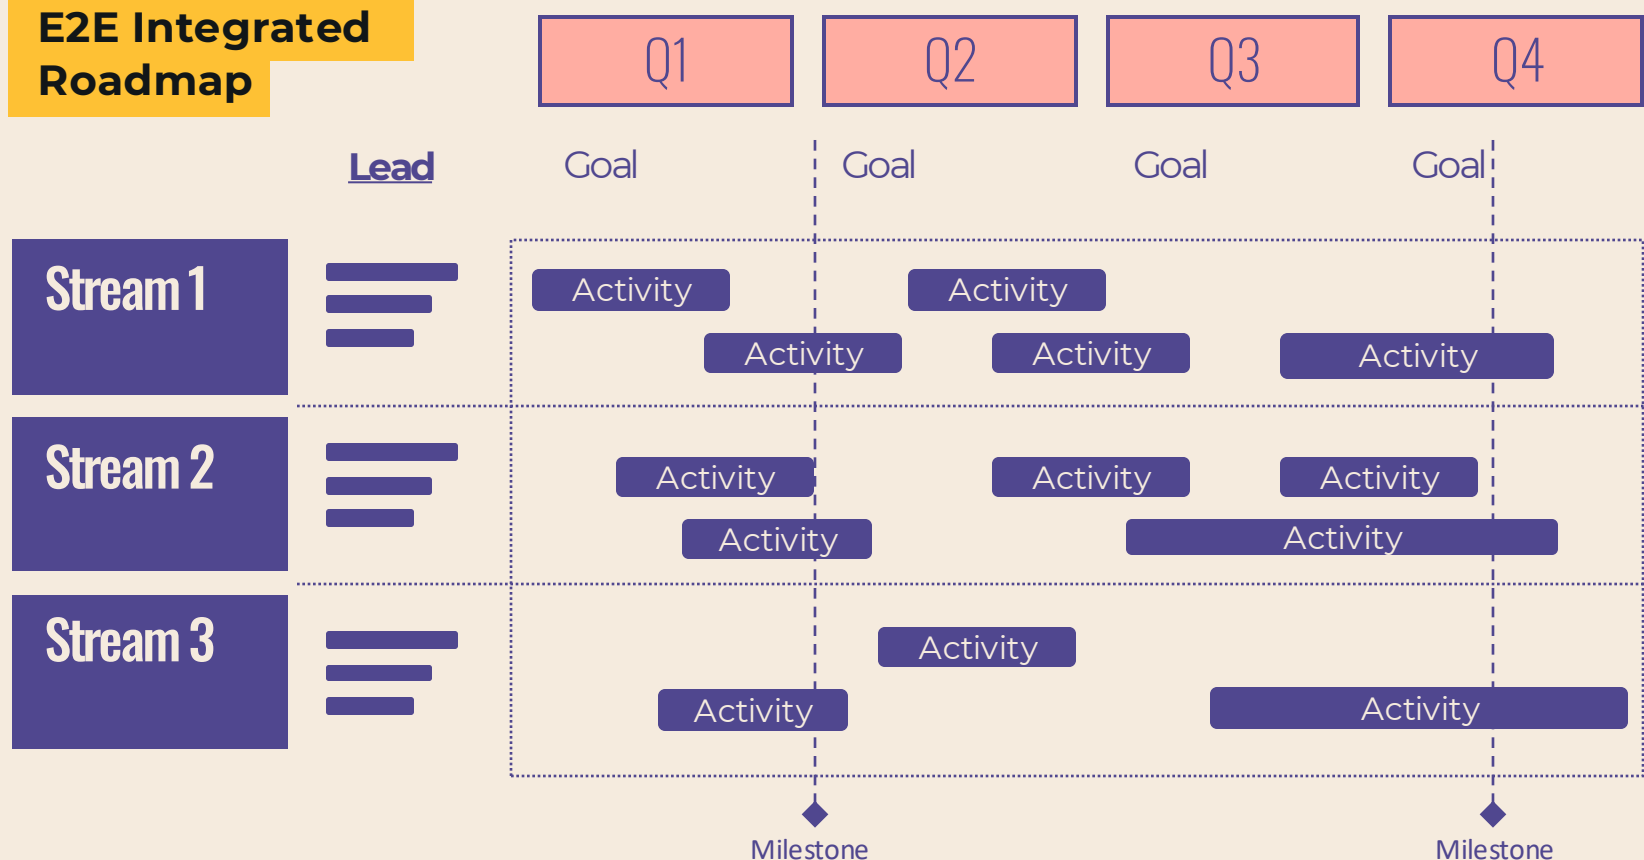 E2E Integrated
Roadmap
Q1 Q2 Q3 Q4
Lead Goal Goal Goal Goal
Stream 1
Activity Activity
Activity Activity Activity
Stream 2
Activity Activity Activity
Activity Activity
Stream 3
Activity
Activity Activity
Milestone Milestone